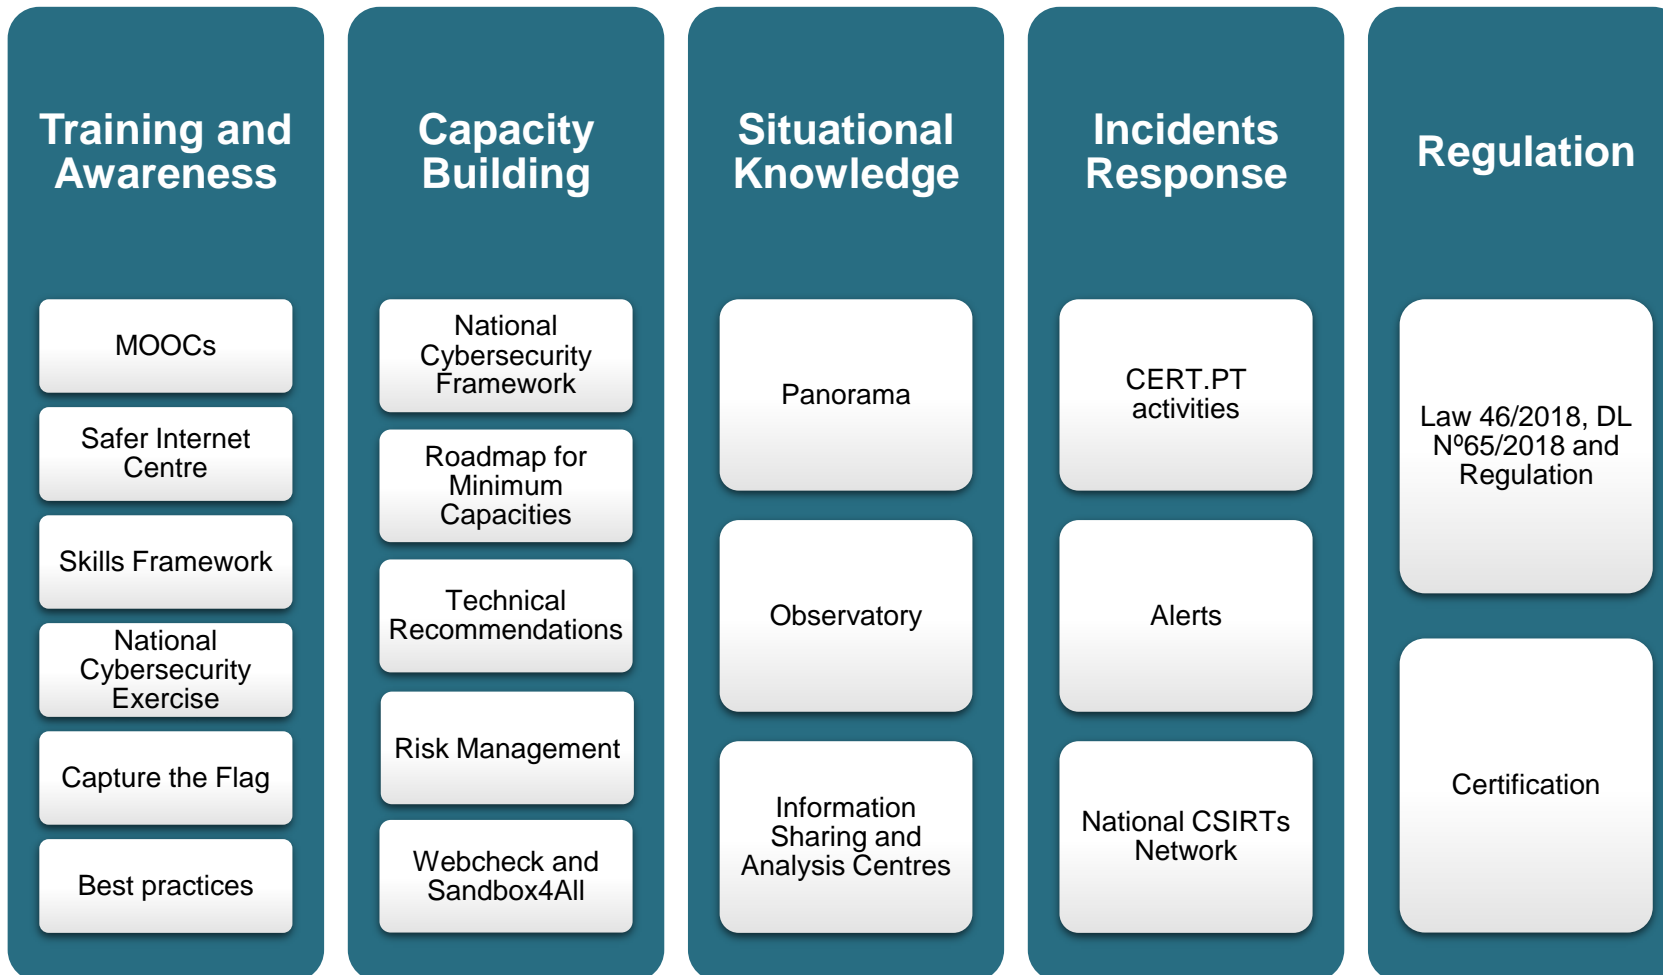 Training and
Awareness
MOOCs
Safer Internet
Centre
Skills Framework
National
Cybersecurity
Exercise
Capture the Flag
Best practices
Capacity
Building
National
Cybersecurity
Framework
Roadmap for
Minimum
Capacities
Technical
Recommendations
Risk Management
Webcheck and
Sandbox4All
Situational
Knowledge
Panorama
Observatory
Information
Sharing and
Analysis Centres
Incidents
Response
CERT.PT
activities
Alerts
National CSIRTs
Network
Regulation
Law 46/2018, DL
Nº65/2018 and
Regulation
Certification